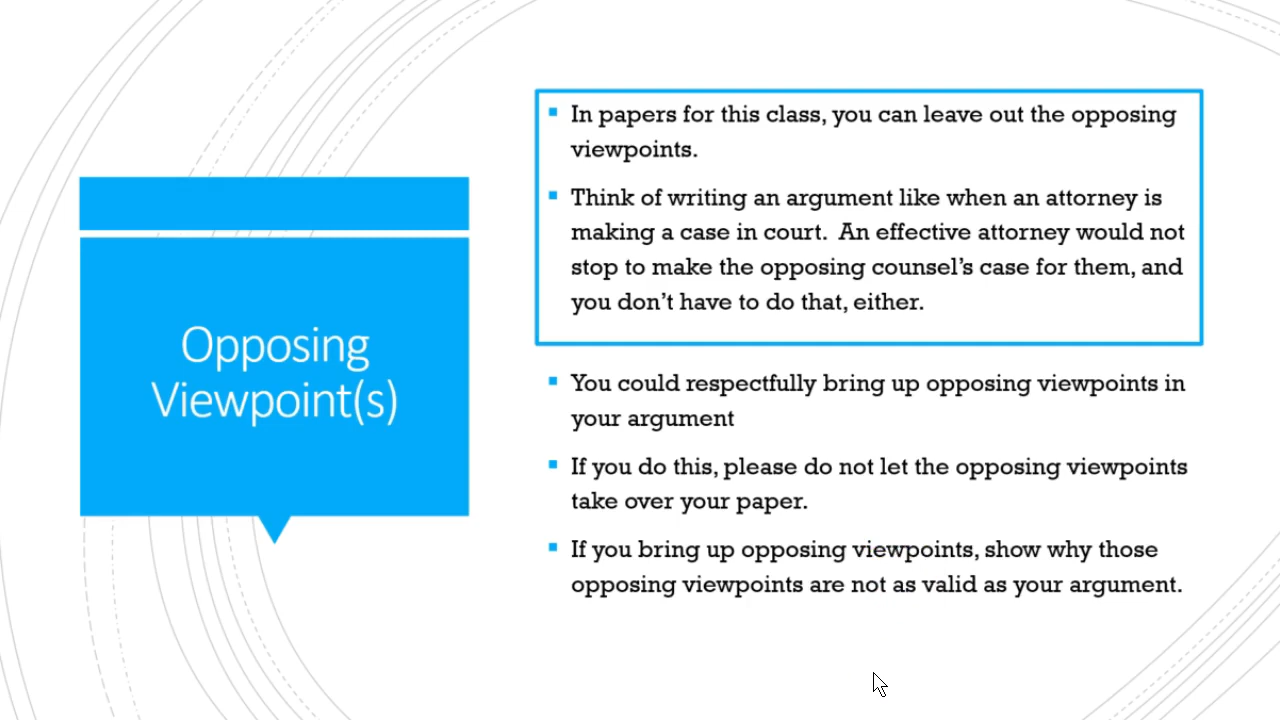 Opposing
Viewpoint(s)
In papers for this class, you can leave out the opposing
viewpoints.
Think of writing an argument like when an attorney is
making a case in court.  An effective attorney would not
stop to make the opposing counsel’s case for them, and
you don’t have to do that, either.
You could respectfully bring up opposing viewpoints in
your argument
If you do this, please do not let the opposing viewpoints
take over your paper.
If you bring up opposing viewpoints, show why those
opposing viewpoints are not as valid as your argument.